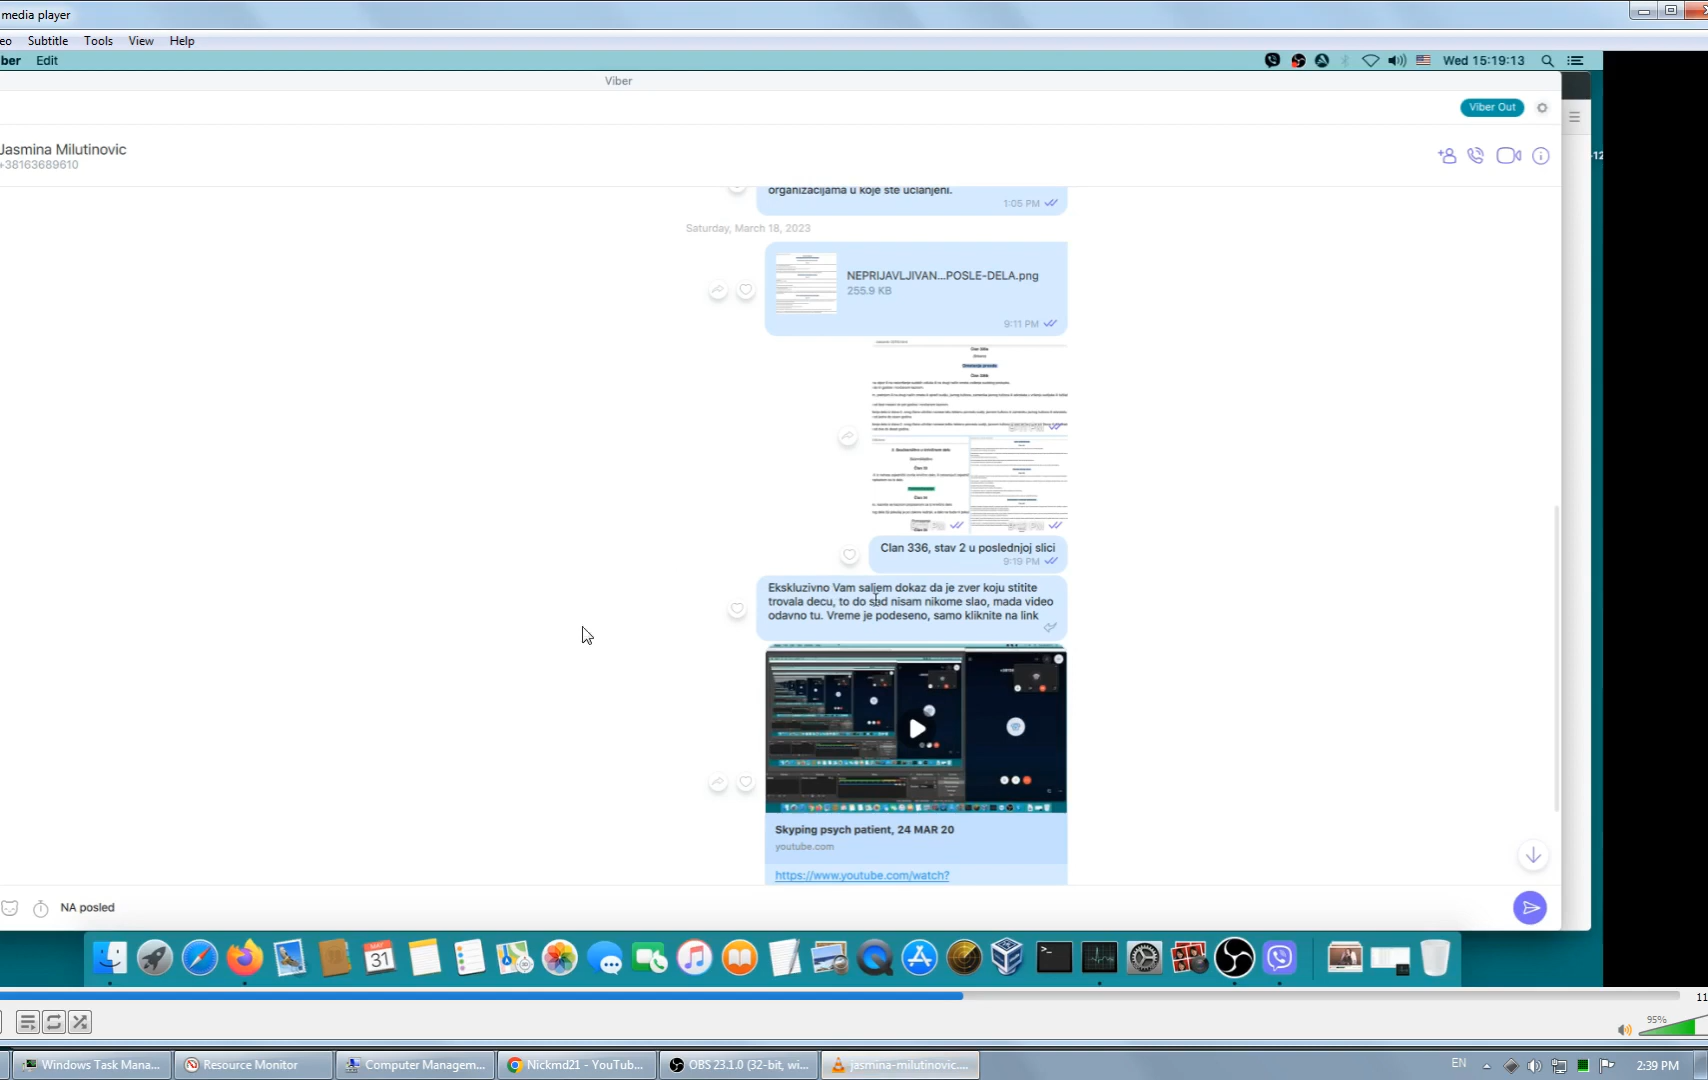 media player
eo Subtitle Tools View Help
ber Edit
Wed 15:19:13
Viber
Viber Out
Jasmina Milutinovic
+38163689610
-12
organizacijama u koje ste uclanjeni.
1:05 PM
Saturday, March 18, 2023
NEPRIJAVLJIVAN...POSLE-DELA.png
255.9 KB
9:11 PM
Clan 336, stav 2 u poslednjoj slici
9:19 PM
Ekskluzivno Vam saljem dokaz da je zver koju stitite
trovala decu, to do sad nisam nikome slao, mada video
odavno tu. Vreme je podeseno, samo kliknite na link
Skyping psych patient, 24 MAR 20
youtube.com
https://www.youtube.com/watch?
NA posled
31
11
95%
Windows Task Mana... Resource Monitor Computer Managem... Nickmd21 - YouTub... OBS 23.1.0 (32-bit, wi... jasmina-milutinovic.... EN 2:39 PM